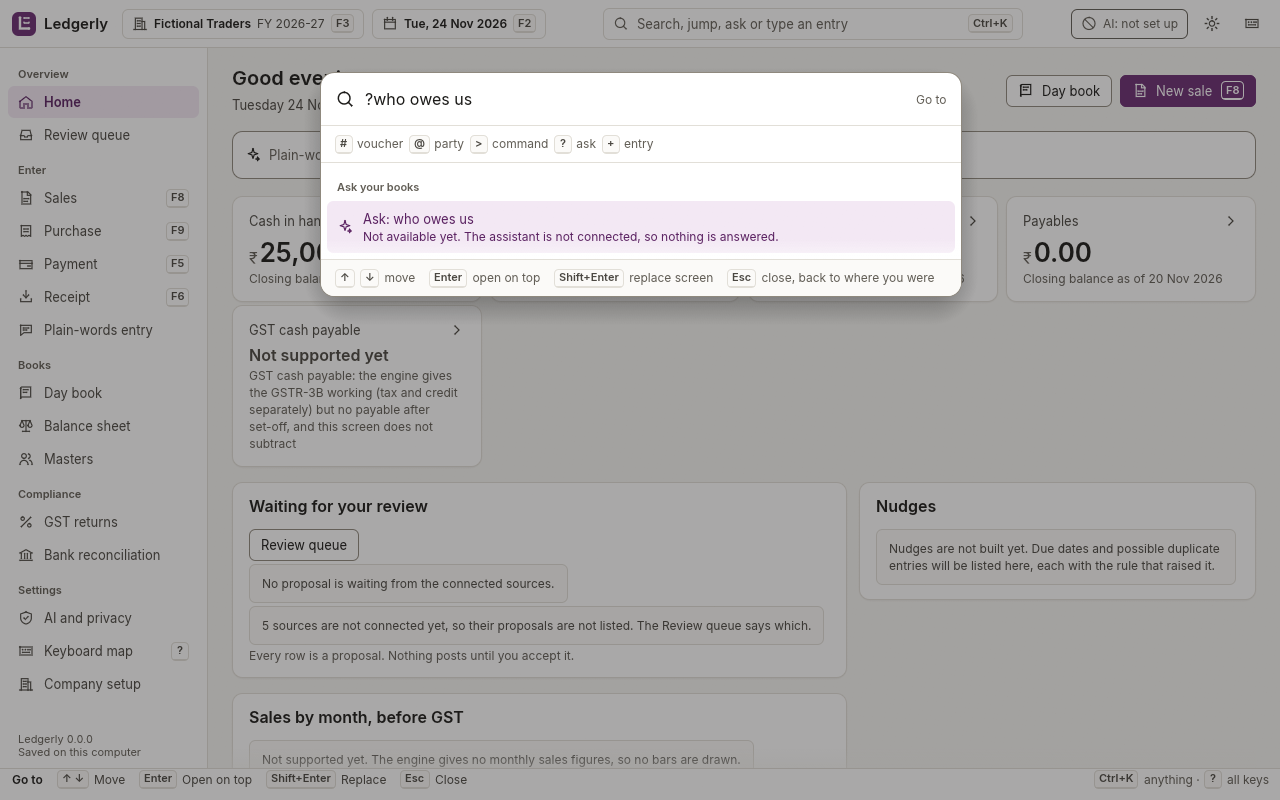 Ledgerly
Fictional Traders FY 2026-27 F3
Tue, 24 Nov 2026 F2
Search, jump, ask or type an entry Ctrl+K
AI: not set up
Overview
Home
Review queue
Enter
Sales F8
Purchase F9
Payment F5
Receipt F6
Plain-words entry
Books
Day book
Balance sheet
Masters
Compliance
GST returns
Bank reconciliation
Settings
AI and privacy
Keyboard map ?
Company setup
Ledgerly 0.0.0
Saved on this computer
Good
Tuesday 24
Day book
New sale F8
?who owes us Go to
# voucher @ party > command ? ask + entry
Ask your books
Ask: who owes us
Not available yet. The assistant is not connected, so nothing is answered.
↑ ↓ move Enter open on top Shift+Enter replace screen Esc close, back to where you were
Cash in
Closing
Payables
₹0.00
Closing balance as of 20 Nov 2026
GST cash payable
Not supported yet
GST cash payable: the engine gives
the GSTR-3B working (tax and credit
separately) but no payable after
set-off, and this screen does not
subtract
Waiting for your review
Review queue
No proposal is waiting from the connected sources.
5 sources are not connected yet, so their proposals are not listed. The Review queue says which.
Every row is a proposal. Nothing posts until you accept it.
Nudges
Nudges are not built yet. Due dates and possible duplicate
entries will be listed here, each with the rule that raised it.
Sales by month, before GST
Not supported yet. The engine gives no monthly sales figures, so no bars are drawn.
Go to ↑↓ Move Enter Open on top Shift+Enter Replace Esc Close
Ctrl+K anything · ? all keys